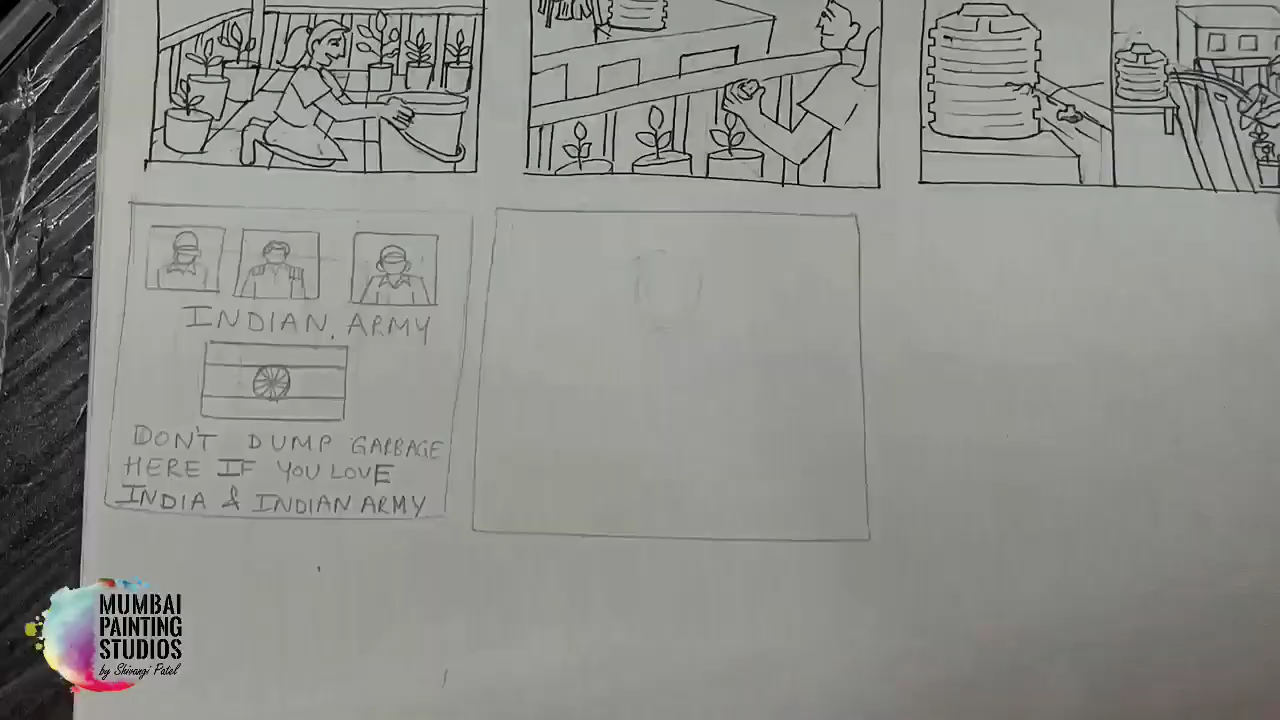 INDIAN ARMY
DON'T DUMP GARBAGE
HERE IF YOU LOVE
INDIA & INDIAN ARMY
MUMBAI
PAINTING
STUDIOS
by Shivangi Patel